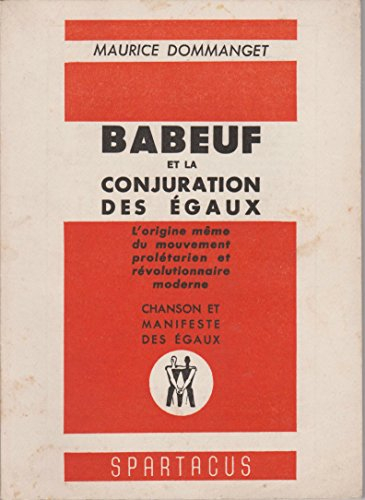 MAURICE DOMMANGET
BABEUF
ET LA
CONJURATION
DES ÉGAUX
L'origine même
du mouvement
prolétarien et
révolutionnaire
moderne
CHANSON ET
MANIFESTE
DES ÉGAUX
SPARTACUS